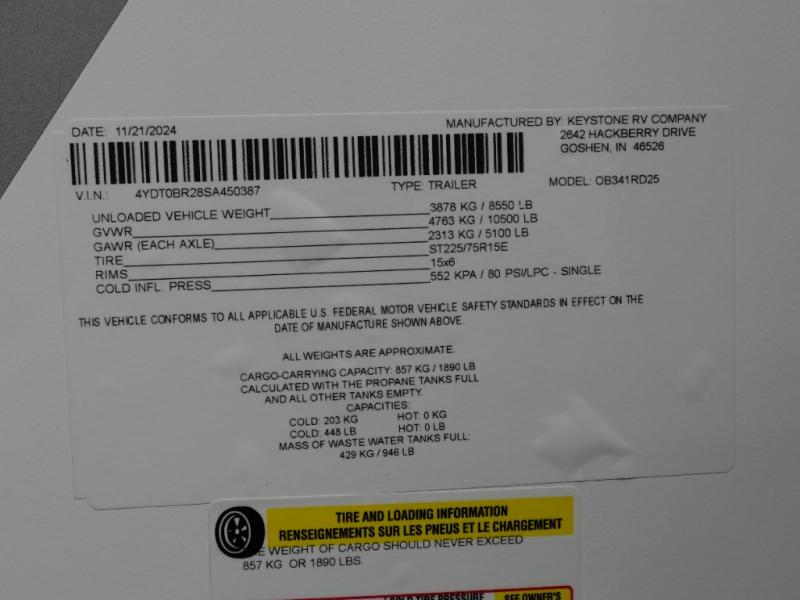 DATE: 11/21/2024
MANUFACTURED BY: KEYSTONE RV COMPANY
2642 HACKBERRY DRIVE
GOSHEN, IN 46526
V.I.N.: 4YDT0BR28SA450387 TYPE: TRAILER MODEL: OB341RD25
UNLOADED VEHICLE WEIGHT 3878 KG / 8550 LB
GVWR 4763 KG / 10500 LB
GAWR (EACH AXLE) 2313 KG / 5100 LB
TIRE ST225/75R15E
RIMS 15x6
COLD INFL. PRESS 552 KPA / 80 PSI/LPC - SINGLE
THIS VEHICLE CONFORMS TO ALL APPLICABLE U.S. FEDERAL MOTOR VEHICLE SAFETY STANDARDS IN EFFECT ON THE
DATE OF MANUFACTURE SHOWN ABOVE.
ALL WEIGHTS ARE APPROXIMATE.
CARGO-CARRYING CAPACITY: 857 KG / 1890 LB
CALCULATED WITH THE PROPANE TANKS FULL
AND ALL OTHER TANKS EMPTY.
CAPACITIES:
COLD: 203 KG HOT: 0 KG
COLD: 448 LB HOT: 0 LB
MASS OF WASTE WATER TANKS FULL:
429 KG / 946 LB
TIRE AND LOADING INFORMATION
RENSEIGNEMENTS SUR LES PNEUS ET LE CHARGEMENT
WEIGHT OF CARGO SHOULD NEVER EXCEED
857 KG OR 1890 LBS.
COLD TIRE PRESSURE SEE OWNER'S